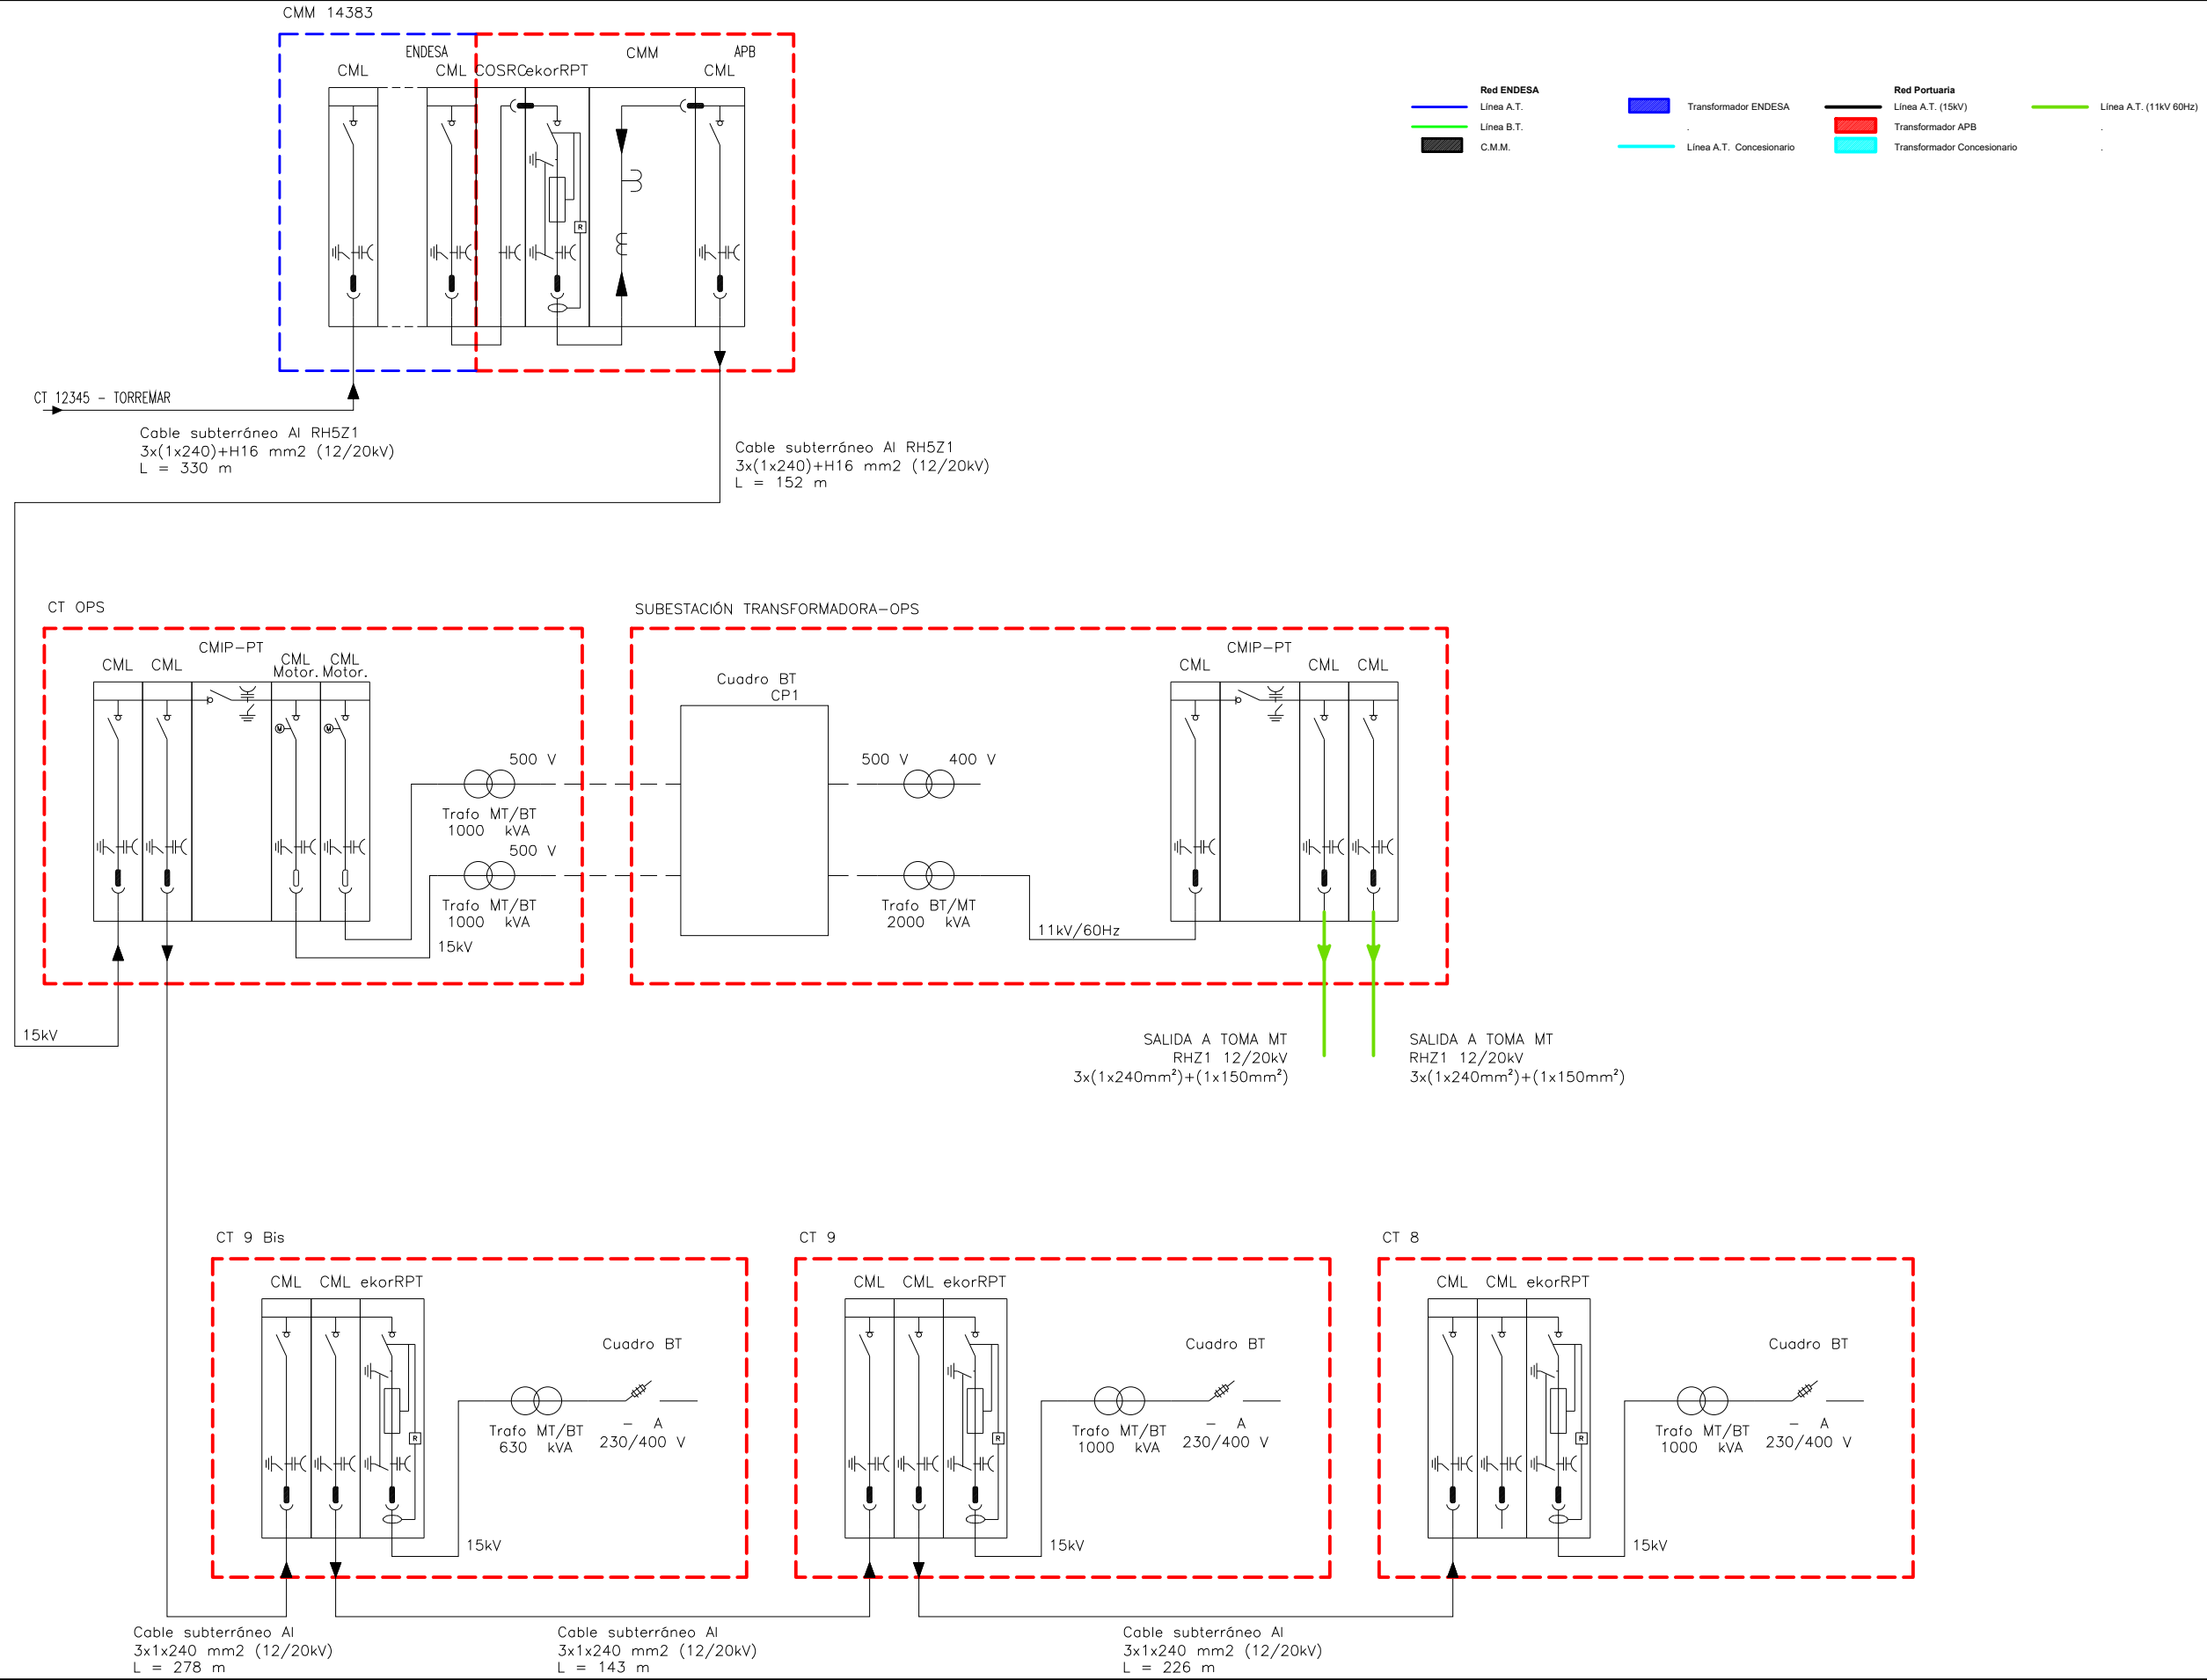 CMM 14383
ENDESA
CMM
APB
CML
CML
COSRC
ekorRPT
CML
R
Red ENDESA
Línea A.T.
Línea B.T.
C.M.M.
Transformador ENDESA
.
Línea A.T. Concesionario
Red Portuaria
Línea A.T. (15kV)
Transformador APB
Transformador Concesionario
Línea A.T. (11kV 60Hz)
.
.
CT 12345 - TORREMAR
Cable subterráneo Al RH5Z1
3x(1x240)+H16 mm2 (12/20kV)
L = 330 m
Cable subterráneo Al RH5Z1
3x(1x240)+H16 mm2 (12/20kV)
L = 152 m
CT OPS
CMIP-PT
CML
CML
CML
Motor.
CML
Motor.
M
M
500 V
Trafo MT/BT
1000 kVA
500 V
Trafo MT/BT
1000 kVA
15kV
15kV
SUBESTACIÓN TRANSFORMADORA-OPS
Cuadro BT
CP1
500 V
400 V
Trafo BT/MT
2000 kVA
11kV/60Hz
CMIP-PT
CML
CML
CML
SALIDA A TOMA MT
RHZ1 12/20kV
3x(1x240mm²)+(1x150mm²)
SALIDA A TOMA MT
RHZ1 12/20kV
3x(1x240mm²)+(1x150mm²)
CT 9 Bis
CML
CML
ekorRPT
R
Cuadro BT
Trafo MT/BT
630 kVA
- A
230/400 V
15kV
CT 9
CML
CML
ekorRPT
R
Cuadro BT
Trafo MT/BT
1000 kVA
- A
230/400 V
15kV
CT 8
CML
CML
ekorRPT
R
Cuadro BT
Trafo MT/BT
1000 kVA
- A
230/400 V
15kV
Cable subterráneo Al
3x1x240 mm2 (12/20kV)
L = 278 m
Cable subterráneo Al
3x1x240 mm2 (12/20kV)
L = 143 m
Cable subterráneo Al
3x1x240 mm2 (12/20kV)
L = 226 m